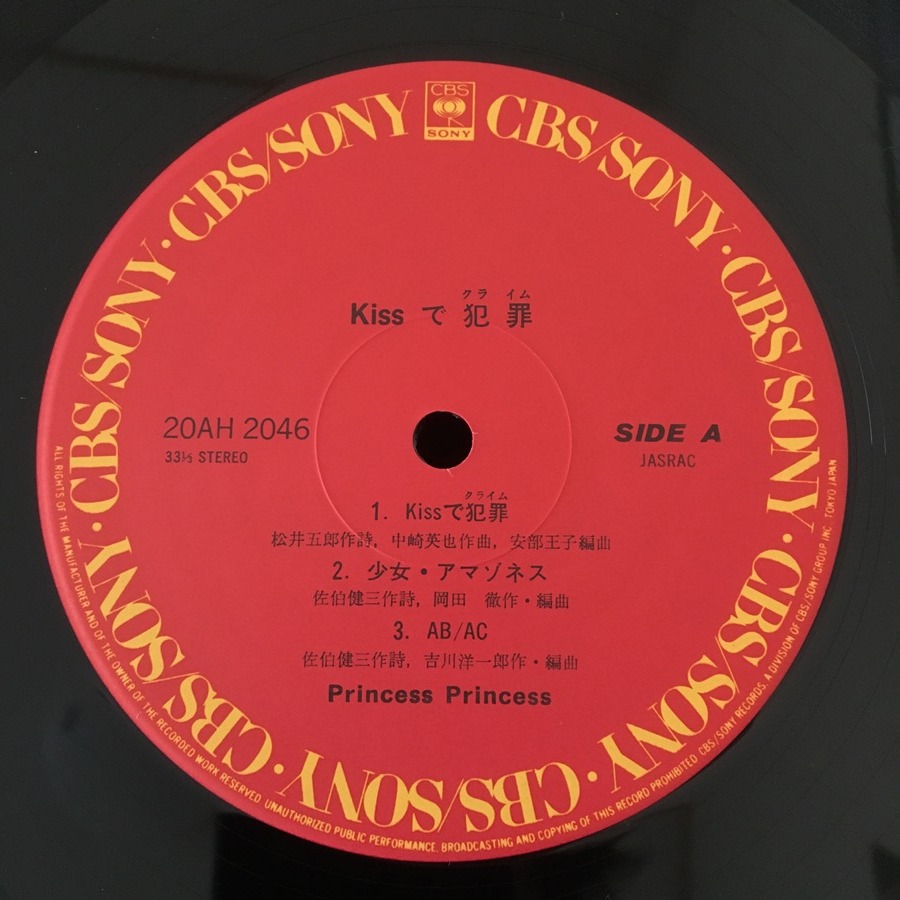 CBS
SONY
CBS/SONY · CBS/SONY · CBS/SONY · CBS/SONY · CBS/SONY · CBS/SONY · CBS/SONY · CBS/SONY
クライム
Kiss で 犯 罪
20AH 2046
33⅓ STEREO
SIDE A
JASRAC
クライム
1. Kissで犯罪
松井五郎作詩, 中崎英也作曲, 安部王子編曲
2. 少女・アマゾネス
佐伯健三作詩, 岡田 徹作・編曲
3. AB/AC
佐伯健三作詩, 吉川洋一郎作・編曲
Princess Princess
ALL RIGHTS OF THE MANUFACTURER AND OF THE OWNER OF THE RECORDED WORK RESERVED. UNAUTHORIZED PUBLIC PERFORMANCE, BROADCASTING AND COPYING OF THIS RECORD PROHIBITED. CBS/SONY RECORDS, A DIVISION OF CBS/SONY GROUP, INC. TOKYO JAPAN